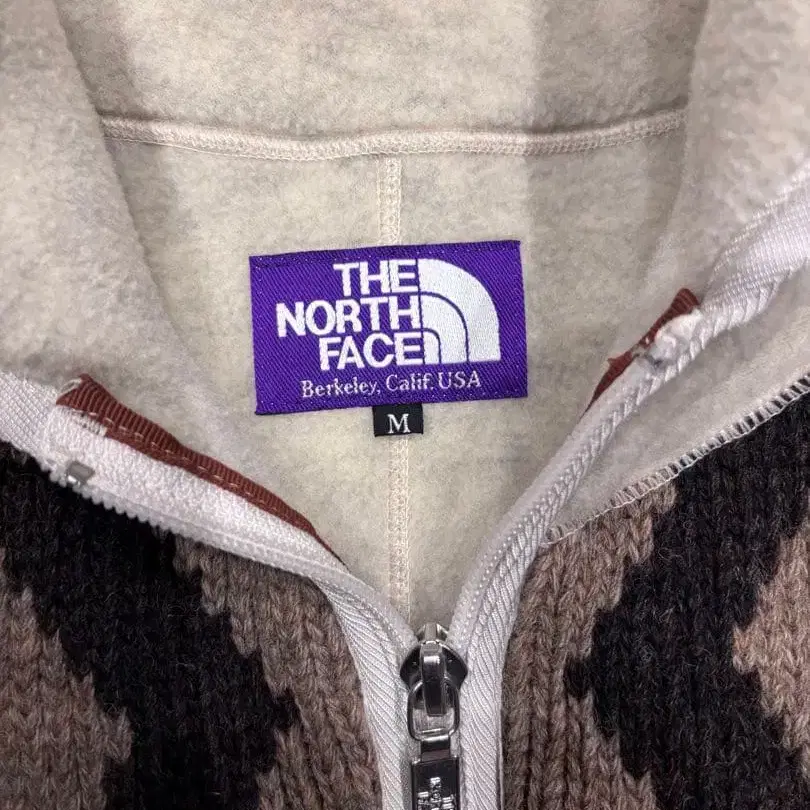 THE
NORTH
FACE
Berkeley, Calif. USA
M